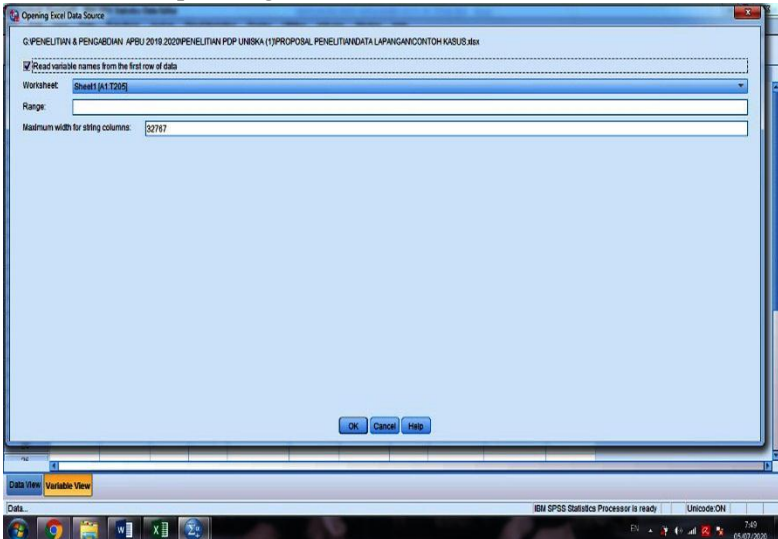 Opening Excel Data Source
G:\PENELITIAN & PENGABDIAN APBU 2019.2020\PENELITIAN PDP UNISKA (1)\PROPOSAL PENELITIAN\DATA LAPANGAN\CONTOH KASUS.xlsx
Read variable names from the first row of data
Worksheet: Sheet1 [A1:T205]
Range:
Maximum width for string columns: 32767
OK Cancel Help
Data View Variable View
Data... IBM SPSS Statistics Processor is ready Unicode:ON
EN 7:49
05/07/2020